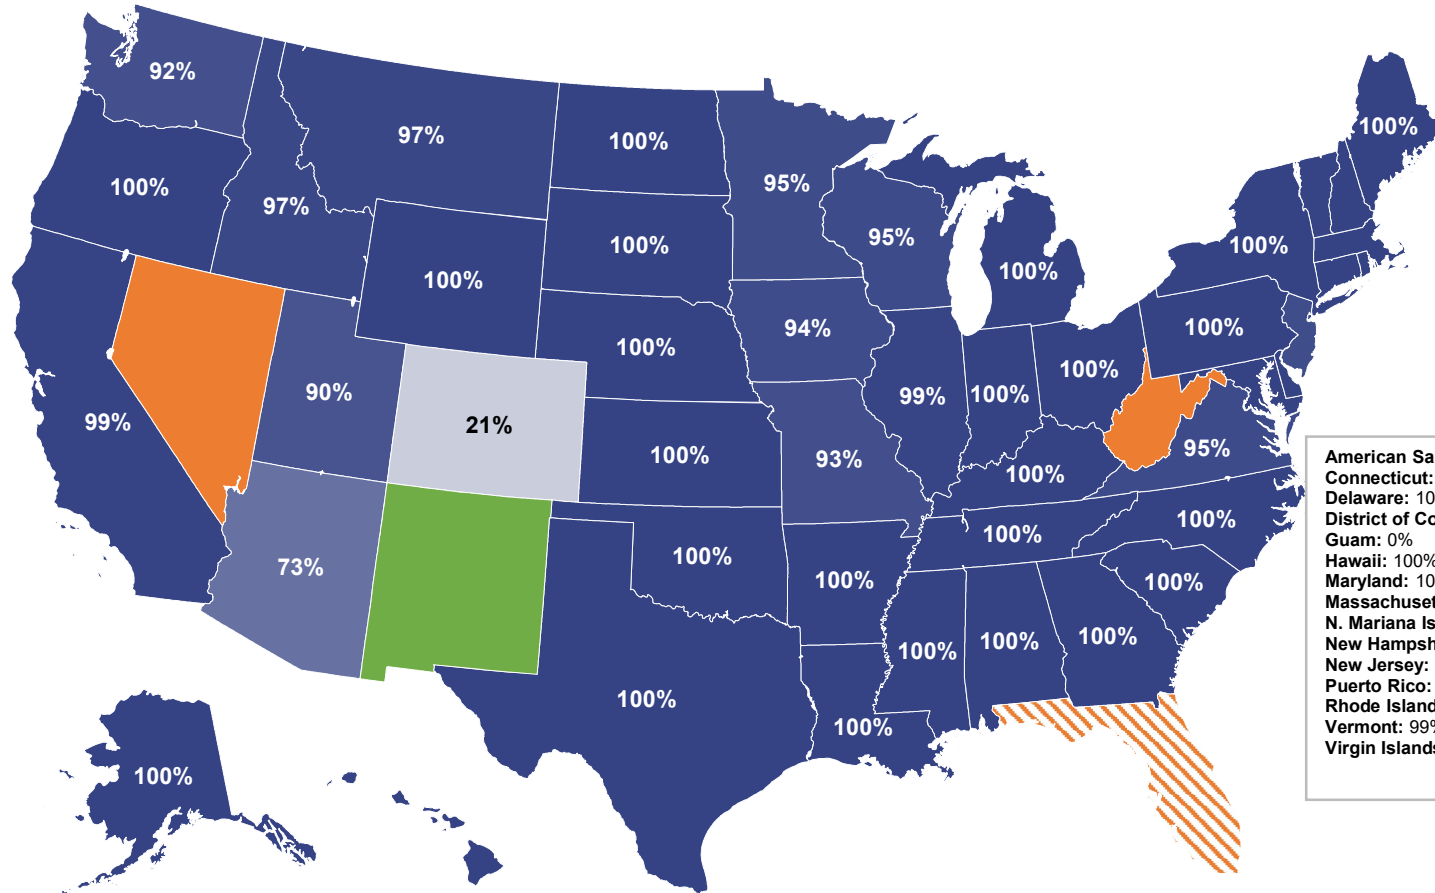 92%
97%
100%
100%
95%
100%
97%
100%
95%
100%
100%
100%
100%
94%
100%
100%
100%
90%
99%
100%
99%
21%
95%
100%
93%
100%
100%
100%
100%
73%
100%
100%
100%
100%
100%
100%
100%
100%
100%
American Sa
Connecticut:
Delaware: 10
District of Co
Guam: 0%
Hawaii: 100%
Maryland: 10
Massachuset
N. Mariana Is
New Hampsh
New Jersey:
Puerto Rico:
Rhode Island
Vermont: 99%
Virgin Islands